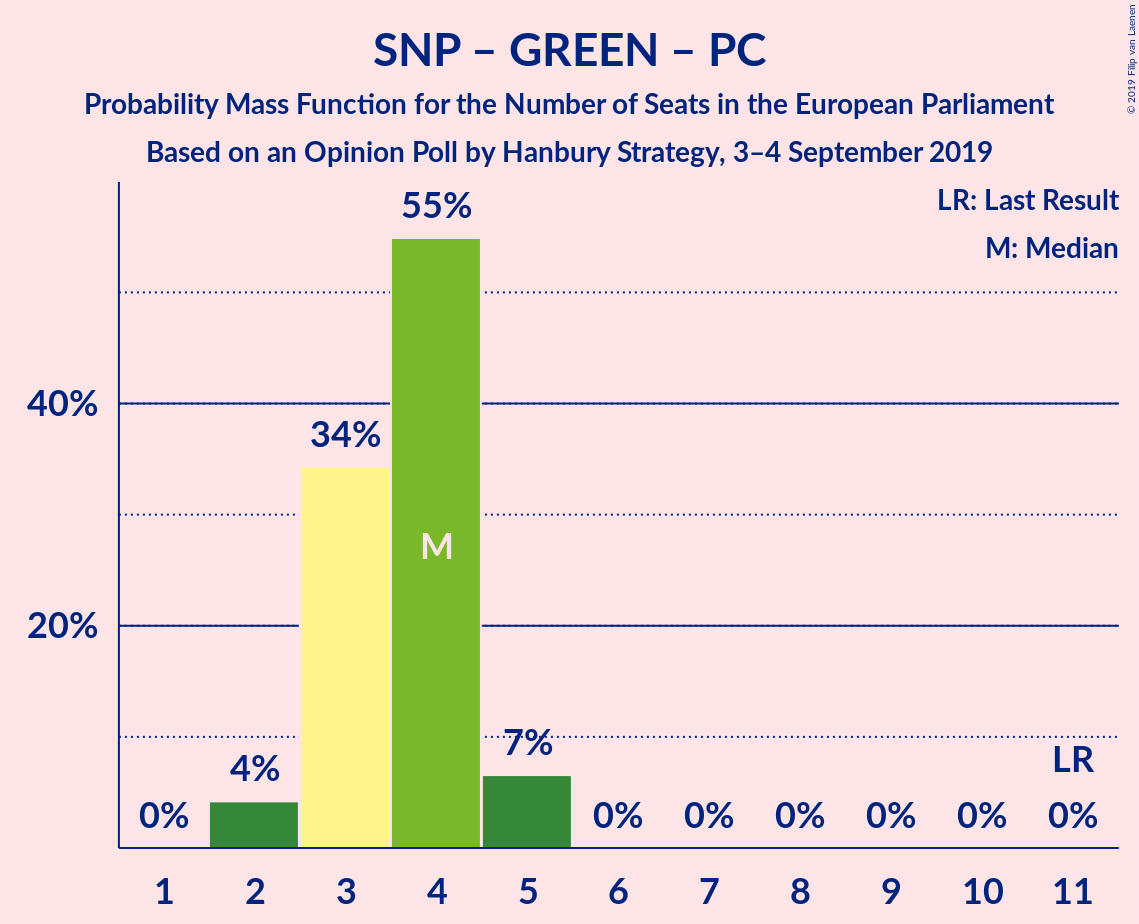 SNP – GREEN – PC
Probability Mass Function for the Number of Seats in the European Parliament
Based on an Opinion Poll by Hanbury Strategy, 3–4 September 2019
© 2019 Filip van Laenen
LR: Last Result
M: Median
55%
40%
34%
M
20%
7%
4%
LR
0%
0%
0%
0%
0%
0%
0%
1 2 3 4 5 6 7 8 9 10 11